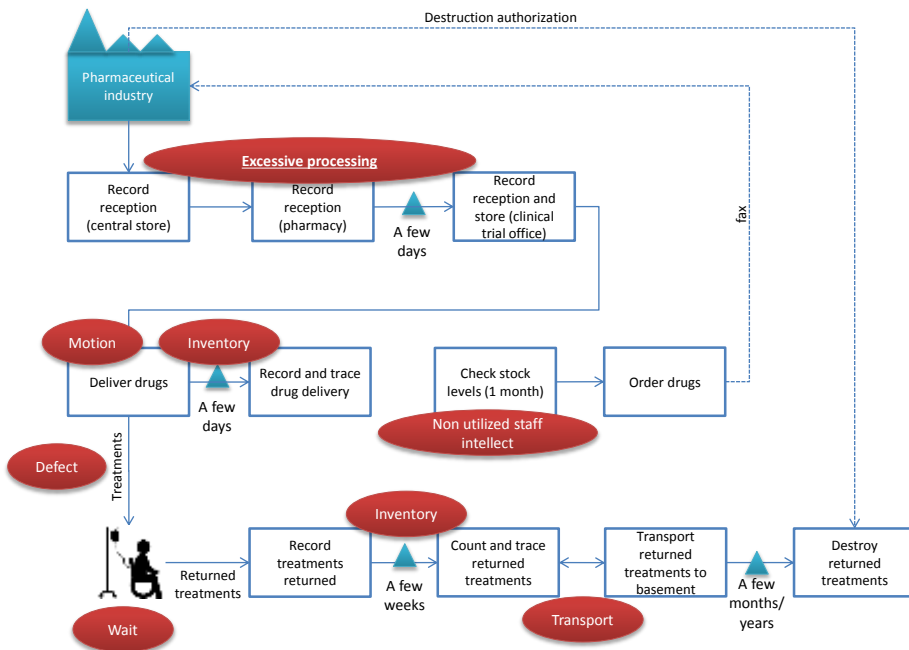 Destruction authorization
Pharmaceutical
industry
Excessive processing
Record
reception
(central store)
Record
reception
(pharmacy)
Record
reception and
store (clinical
trial office)
A few
days
fax
Motion
Inventory
Deliver drugs
Record and trace
drug delivery
A few
days
Check stock
levels (1 month)
Order drugs
Non utilized staff
intellect
Defect
Treatments
Inventory
Returned
treatments
Record
treatments
returned
A few
weeks
Count and trace
returned
treatments
Transport
returned
treatments to
basement
A few
months/
years
Destroy
returned
treatments
Wait
Transport